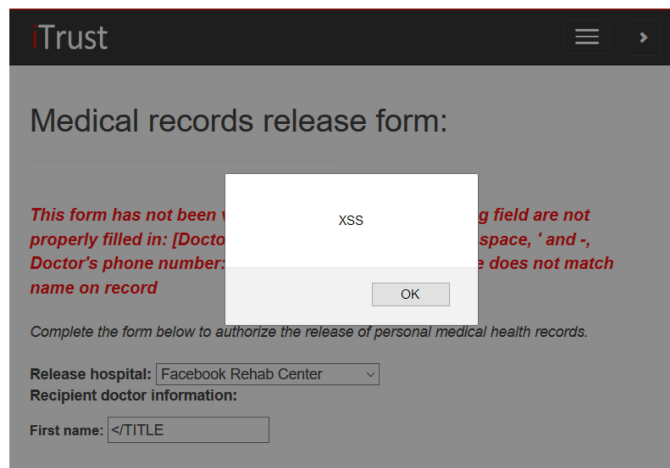 iTrust
Medical records release form:
XSS
This form has not been g field are not
properly filled in: [Docto space, ' and -,
Doctor's phone number: e does not match
name on record
OK
Complete the form below to authorize the release of personal medical health records.
Release hospital: Facebook Rehab Center
Recipient doctor information:
First name: </TITLE